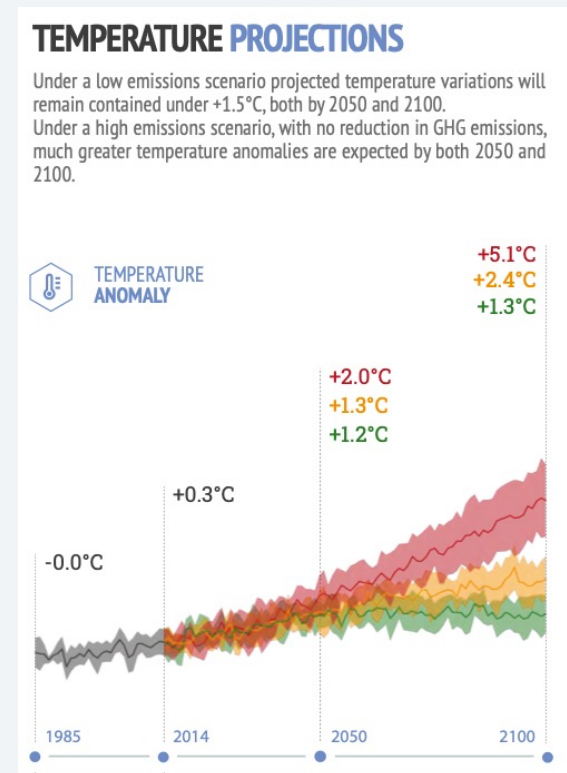 TEMPERATURE PROJECTIONS
Under a low emissions scenario projected temperature variations will
remain contained under +1.5°C, both by 2050 and 2100.
Under a high emissions scenario, with no reduction in GHG emissions,
much greater temperature anomalies are expected by both 2050 and
2100.
TEMPERATURE
ANOMALY
+5.1°C
+2.4°C
+1.3°C
+2.0°C
+1.3°C
+1.2°C
+0.3°C
-0.0°C
1985 2014 2050 2100